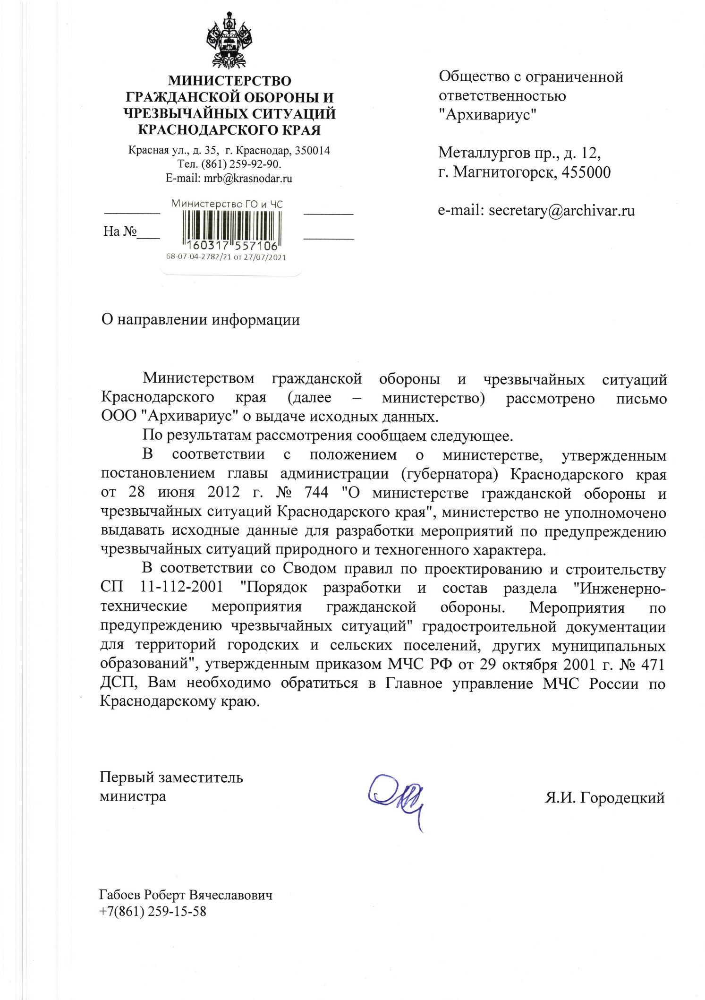 МИНИСТЕРСТВО
ГРАЖДАНСКОЙ ОБОРОНЫ И
ЧРЕЗВЫЧАЙНЫХ СИТУАЦИЙ
КРАСНОДАРСКОГО КРАЯ
Красная ул., д. 35, г. Краснодар, 350014
Тел. (861) 259-92-90.
E-mail: mrb@krasnodar.ru
Министерство ГО и ЧС
На №___
160317 557106
68-07-04-2782/21 от 27/07/2021
Общество с ограниченной
ответственностью
"Архивариус"
Металлургов пр., д. 12,
г. Магнитогорск, 455000
e-mail: secretary@archivar.ru
О направлении информации
Министерством гражданской обороны и чрезвычайных ситуаций
Краснодарского края (далее – министерство) рассмотрено письмо
ООО "Архивариус" о выдаче исходных данных.
По результатам рассмотрения сообщаем следующее.
В соответствии с положением о министерстве, утвержденным
постановлением главы администрации (губернатора) Краснодарского края
от 28 июня 2012 г. № 744 "О министерстве гражданской обороны и
чрезвычайных ситуаций Краснодарского края", министерство не уполномочено
выдавать исходные данные для разработки мероприятий по предупреждению
чрезвычайных ситуаций природного и техногенного характера.
В соответствии со Сводом правил по проектированию и строительству
СП 11-112-2001 "Порядок разработки и состав раздела "Инженерно-
технические мероприятия гражданской обороны. Мероприятия по
предупреждению чрезвычайных ситуаций" градостроительной документации
для территорий городских и сельских поселений, других муниципальных
образований", утвержденным приказом МЧС РФ от 29 октября 2001 г. № 471
ДСП, Вам необходимо обратиться в Главное управление МЧС России по
Краснодарскому краю.
Первый заместитель
министра
Я.И. Городецкий
Габоев Роберт Вячеславович
+7(861) 259-15-58